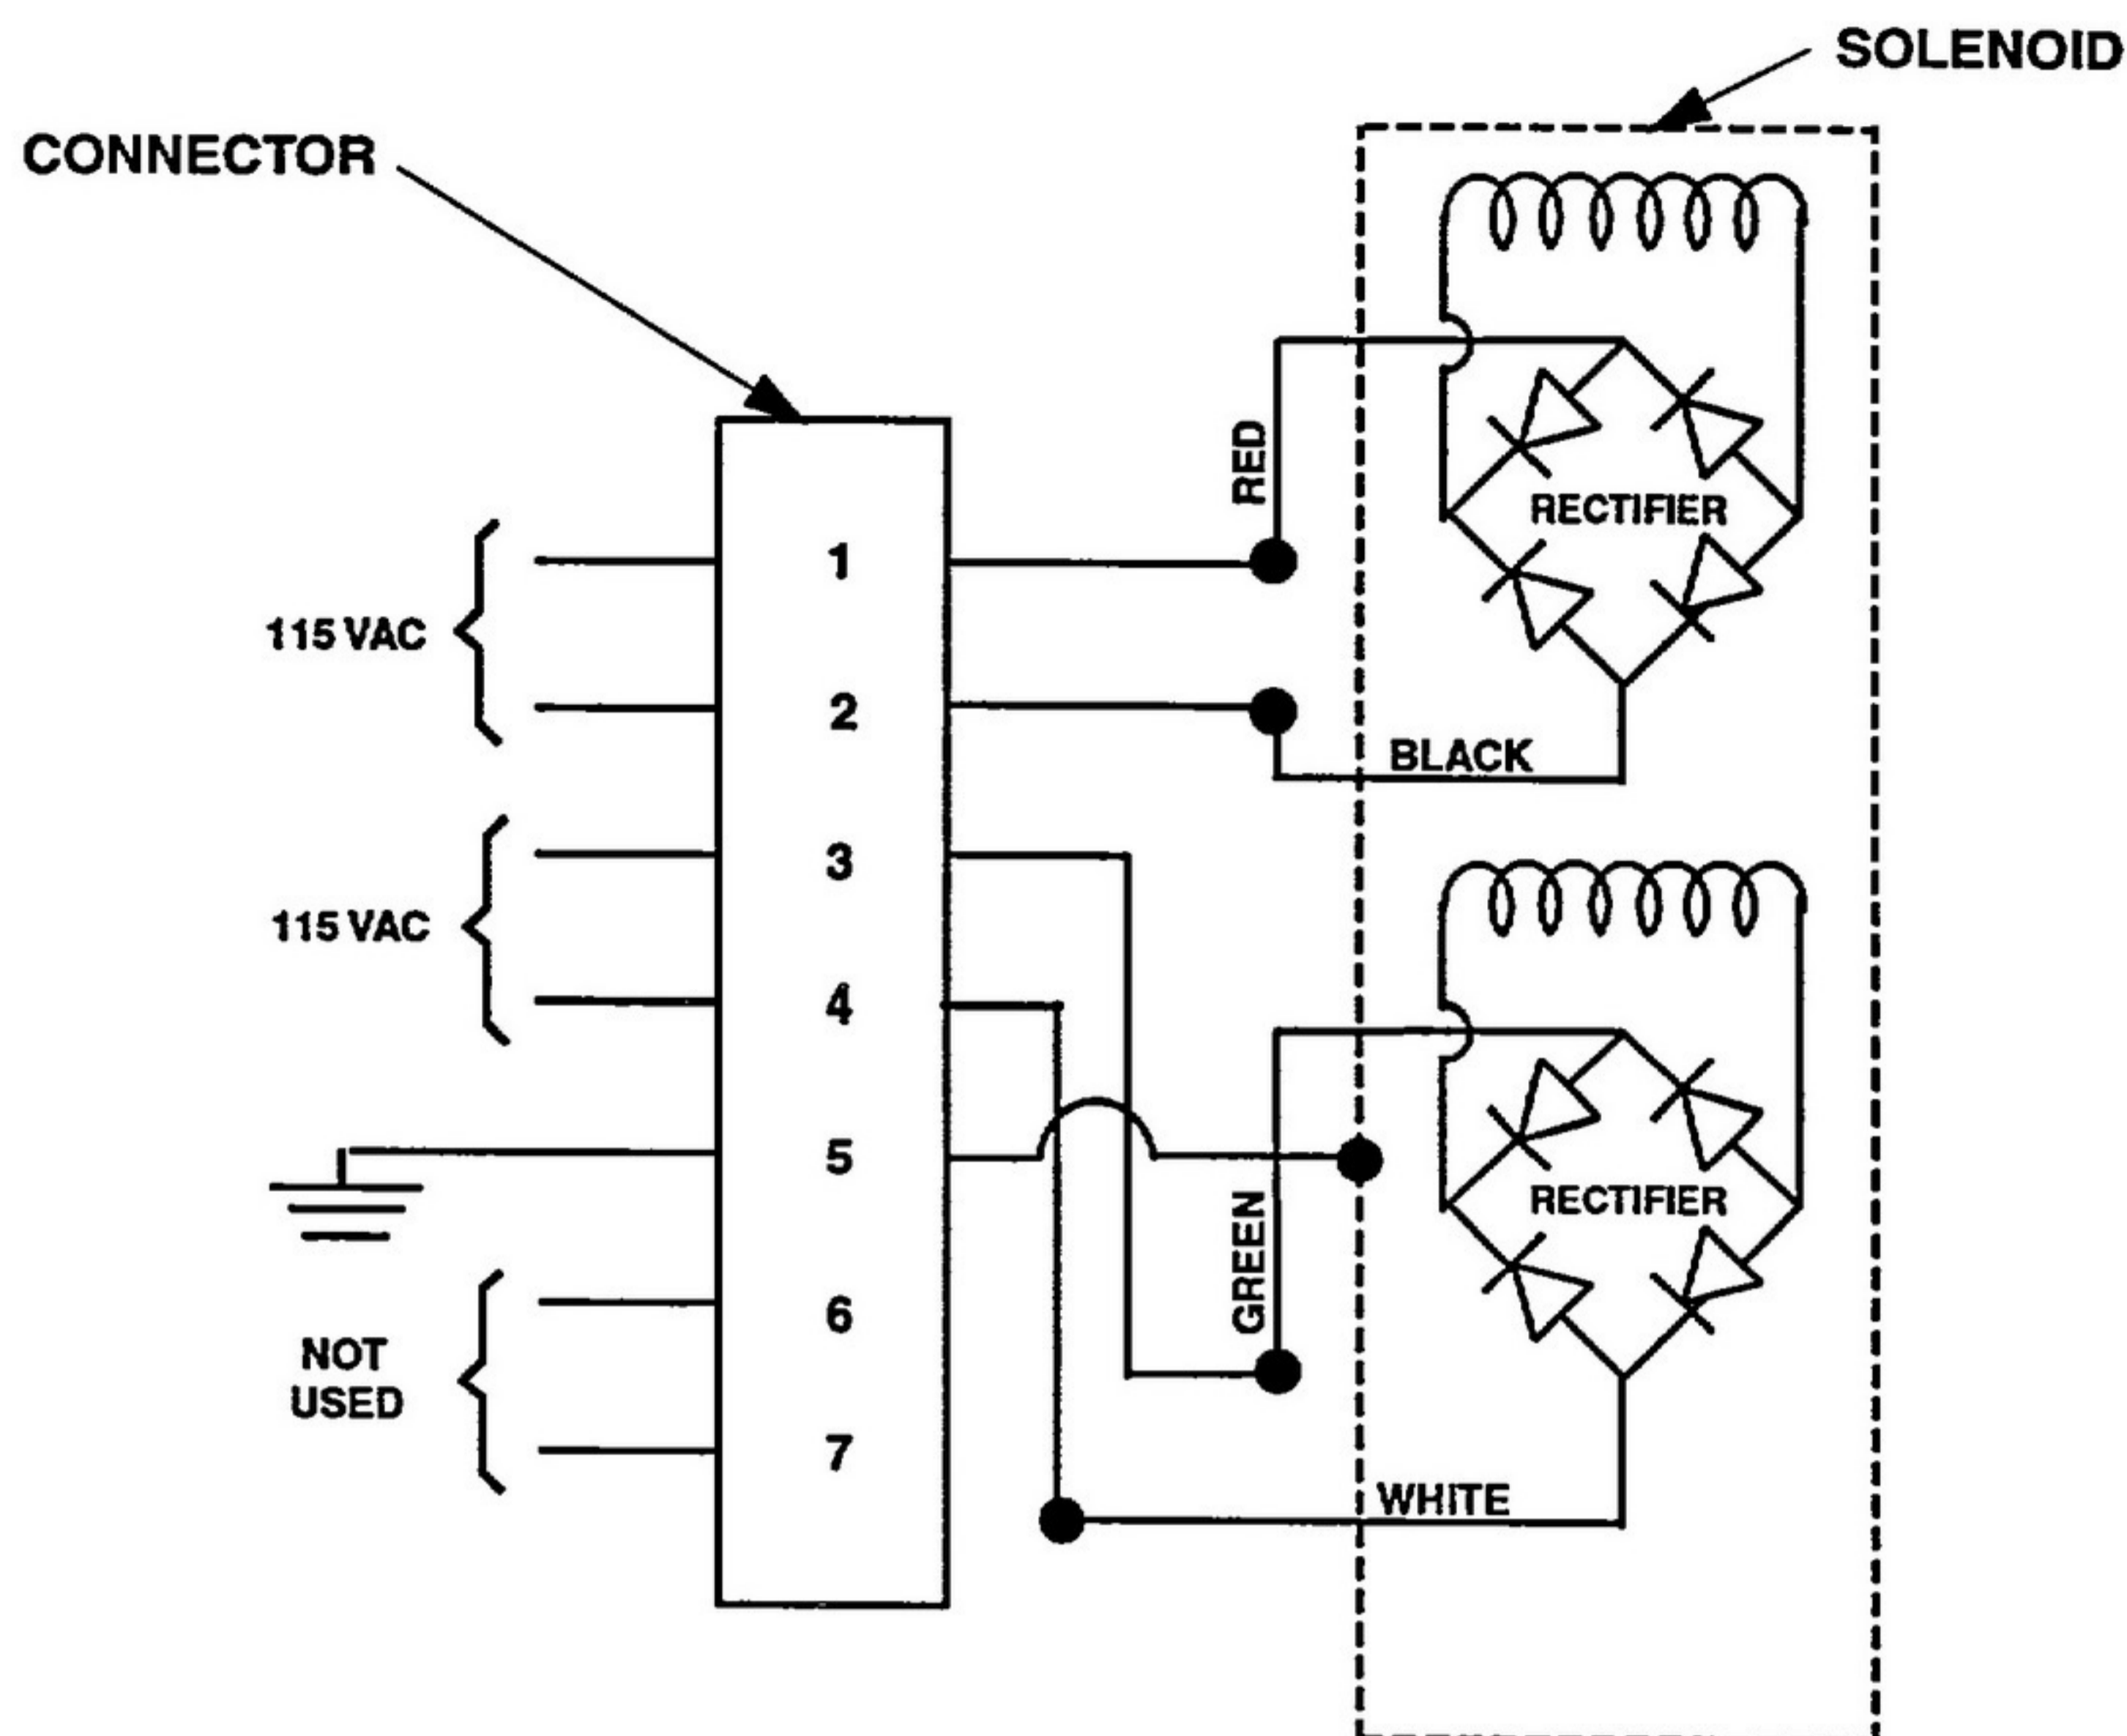 SOLENOID
CONNECTOR
RED
1
RECTIFIER
115 VAC
2
BLACK
3
115 VAC
4
5
GREEN
RECTIFIER
6
NOT
USED
7
WHITE